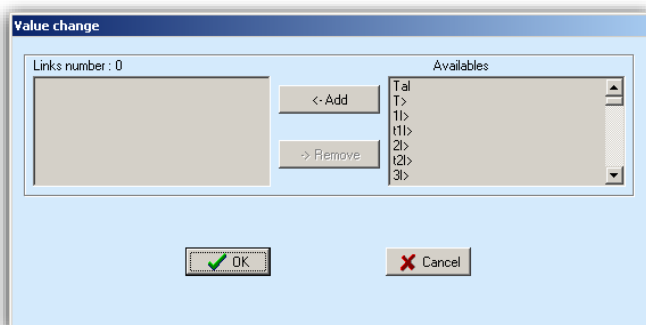 Value change
Links number : 0
Availables
<- Add
-> Remove
Tal
T>
1I>
t1I>
2I>
t2I>
3I>
OK
Cancel